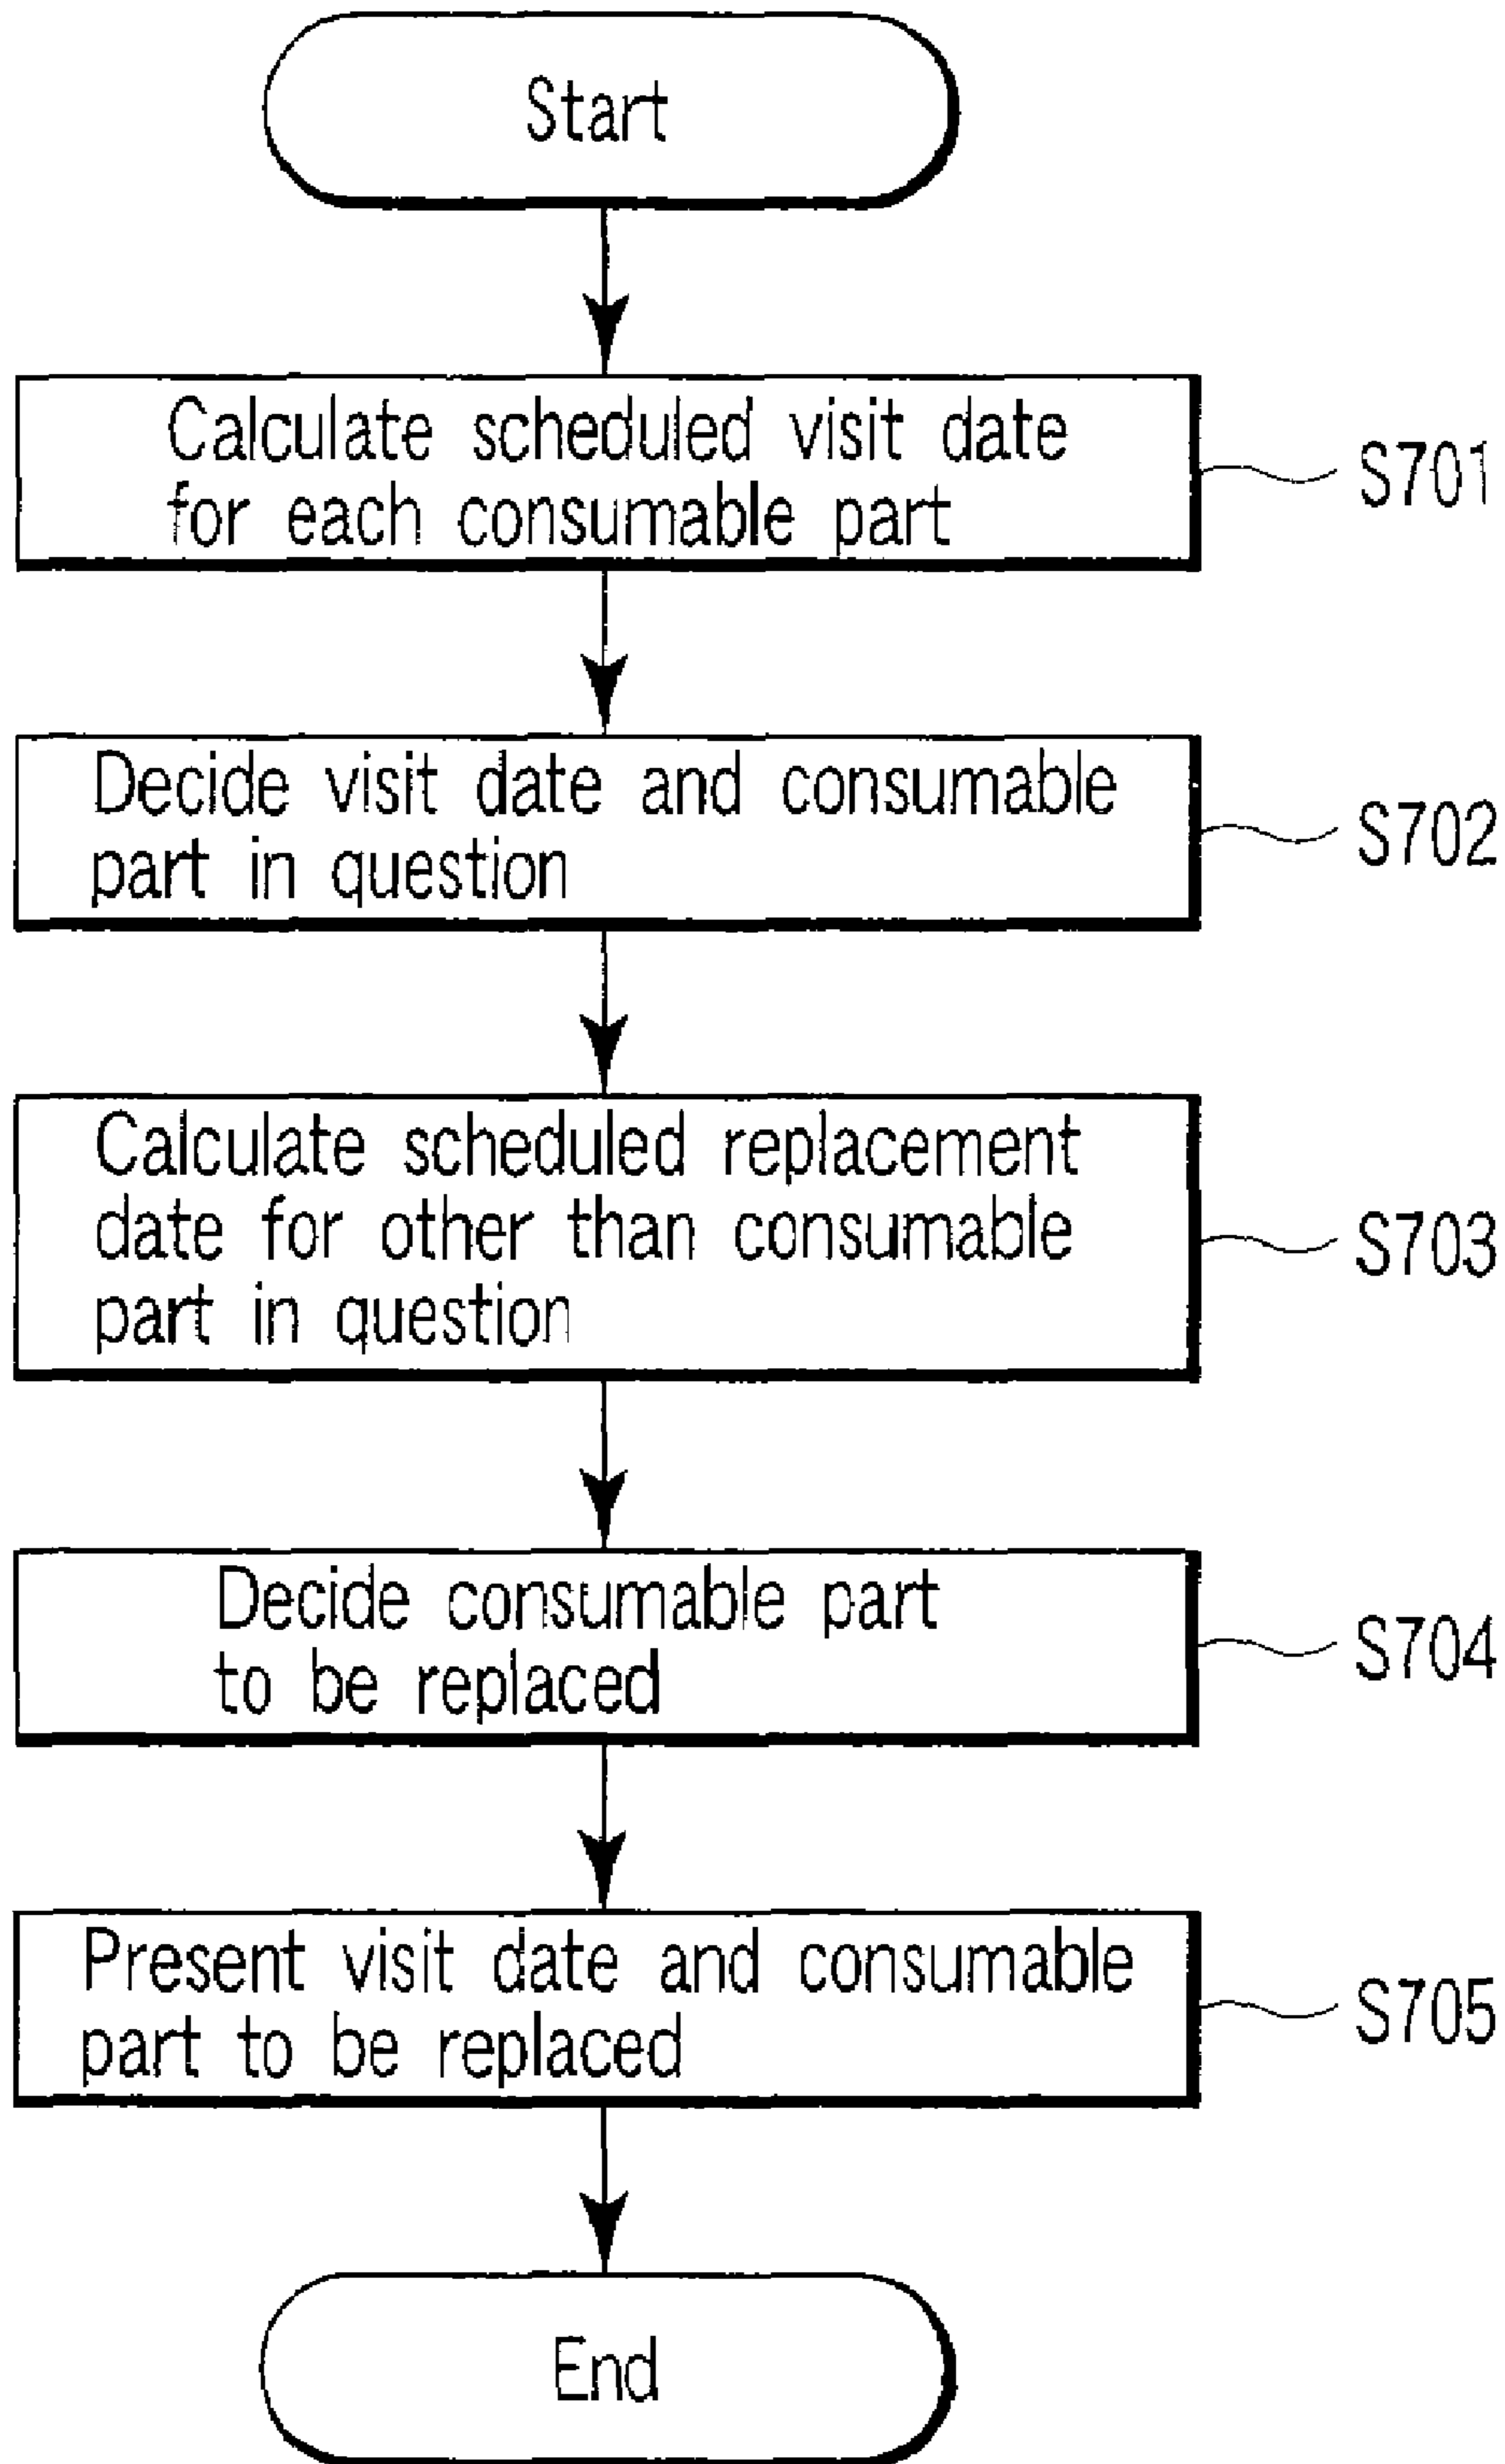 Start
Calculate scheduled visit date
for each consumable part
S701
Decide visit date and consumable
part in question
S702
Calculate scheduled replacement
date for other than consumable
part in question
S703
Decide consumable part
to be replaced
S704
Present visit date and consumable
part to be replaced
S705
End